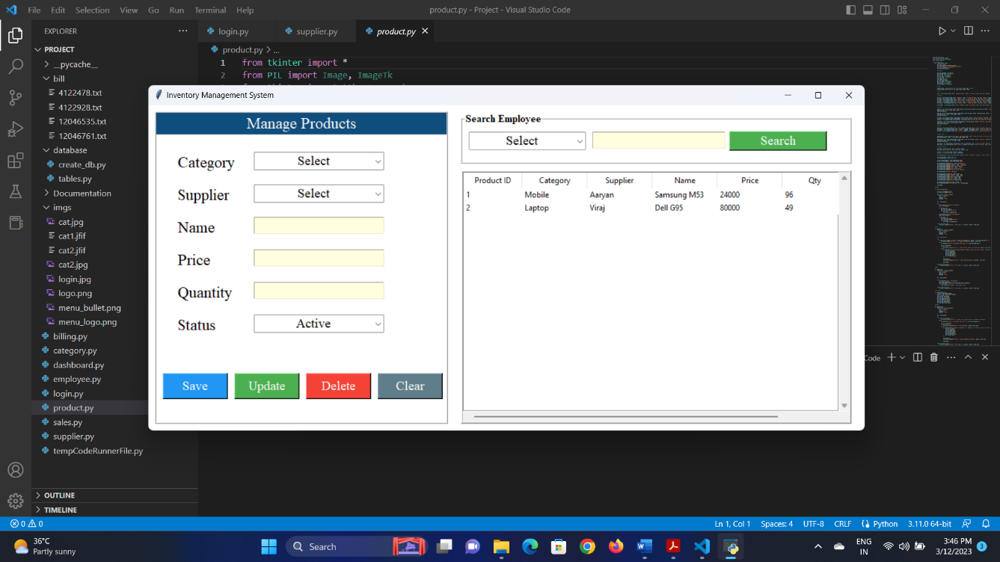 File Edit Selection View Go Run Terminal Help
product.py - Project - Visual Studio Code
EXPLORER
PROJECT
__pycache__
bill
4122478.txt
4122928.txt
12046535.txt
12046761.txt
database
create_db.py
tables.py
Documentation
imgs
cat.jpg
cat1.jfif
cat2.jfif
cat2.jpg
login.jpg
logo.png
menu_bullet.png
menu_logo.png
billing.py
category.py
dashboard.py
employee.py
login.py
product.py
sales.py
supplier.py
tempCodeRunnerFile.py
OUTLINE
TIMELINE
login.py supplier.py product.py
product.py > ...
1 from tkinter import *
2 from PIL import Image, ImageTk
Inventory Management System
Manage Products
Category Select
Supplier Select
Name
Price
Quantity
Status Active
Save Update Delete Clear
Search Employee
Select Search
Product ID Category Supplier Name Price Qty
1 Mobile Aaryan Samsung M53 24000 96
2 Laptop Viraj Dell G95 80000 49
Code
0 0 Ln 1, Col 1 Spaces: 4 UTF-8 CRLF Python 3.11.0 64-bit
36°C
Partly sunny
Search
ENG
IN
3:46 PM
3/12/2023
3